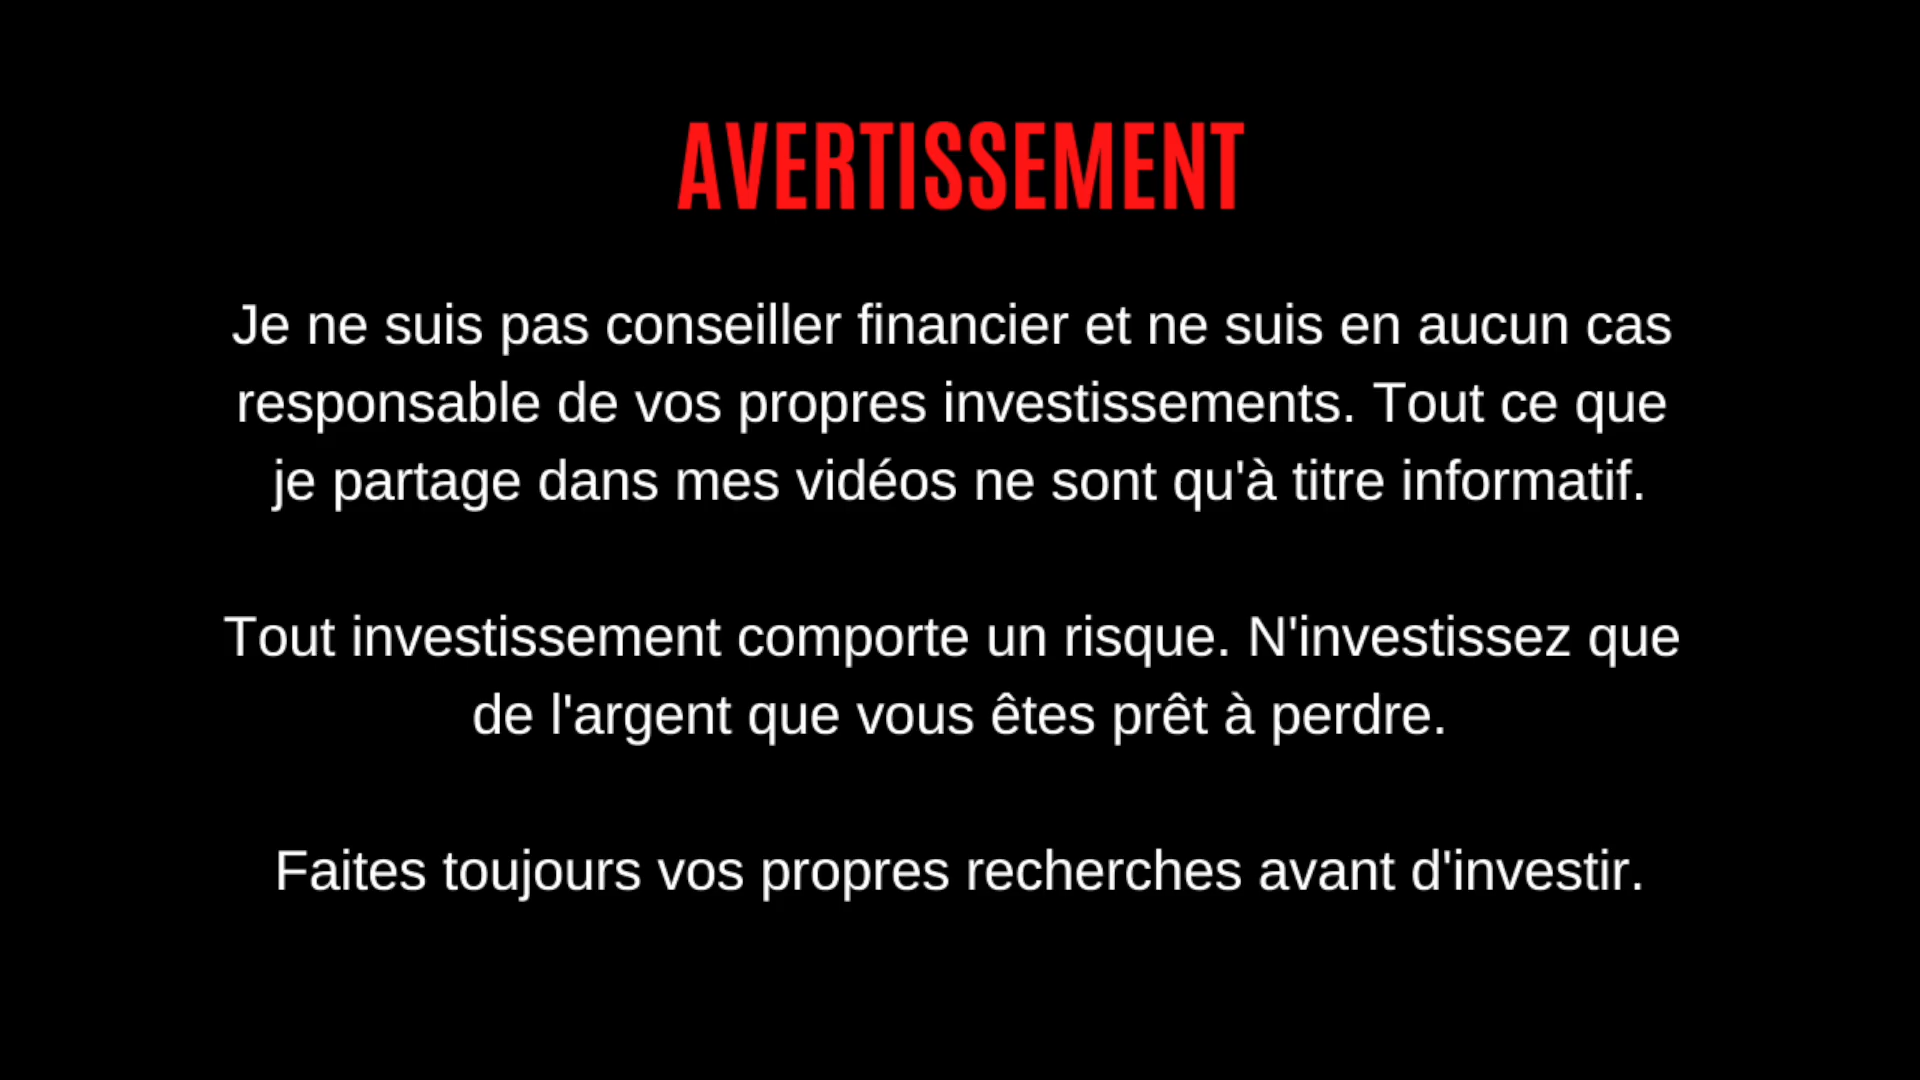 AVERTISSEMENT
Je ne suis pas conseiller financier et ne suis en aucun cas
responsable de vos propres investissements. Tout ce que
je partage dans mes vidéos ne sont qu'à titre informatif.
Tout investissement comporte un risque. N'investissez que
de l'argent que vous êtes prêt à perdre.
Faites toujours vos propres recherches avant d'investir.